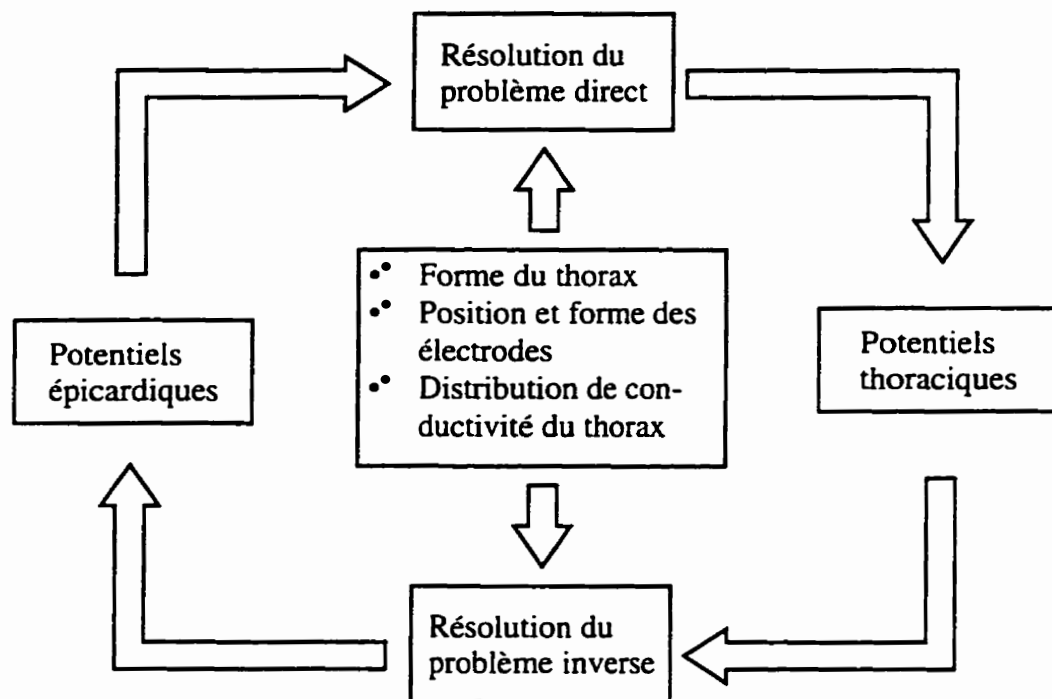 Résolution du
problème direct
•• Forme du thorax
•• Position et forme des
électrodes
•• Distribution de con-
ductivité du thorax
Potentiels
épicardiques
Potentiels
thoraciques
Résolution du
problème inverse